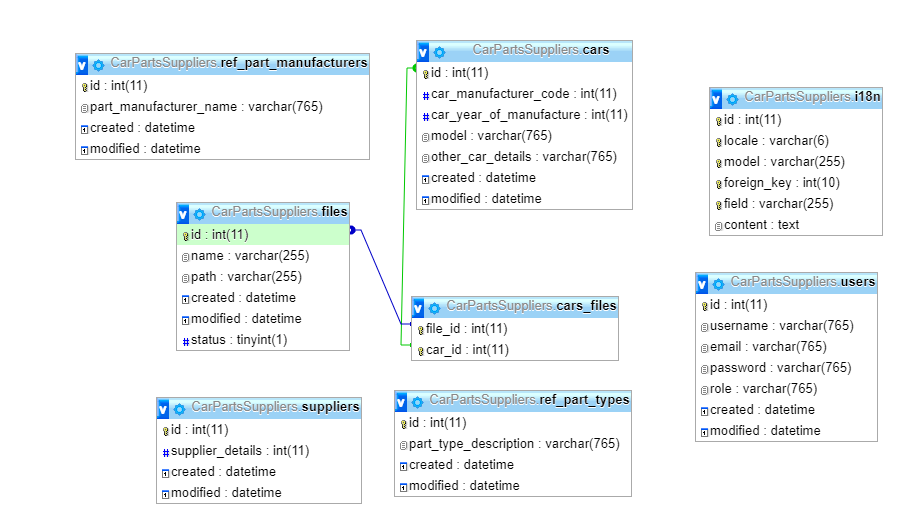 CarPartsSuppliers.ref_part_manufacturers
id : int(11)
part_manufacturer_name : varchar(765)
created : datetime
modified : datetime
CarPartsSuppliers.cars
id : int(11)
car_manufacturer_code : int(11)
car_year_of_manufacture : int(11)
model : varchar(765)
other_car_details : varchar(765)
created : datetime
modified : datetime
CarPartsSuppliers.i18n
id : int(11)
locale : varchar(6)
model : varchar(255)
foreign_key : int(10)
field : varchar(255)
content : text
CarPartsSuppliers.files
id : int(11)
name : varchar(255)
path : varchar(255)
created : datetime
modified : datetime
status : tinyint(1)
CarPartsSuppliers.cars_files
file_id : int(11)
car_id : int(11)
CarPartsSuppliers.users
id : int(11)
username : varchar(765)
email : varchar(765)
password : varchar(765)
role : varchar(765)
created : datetime
modified : datetime
CarPartsSuppliers.suppliers
id : int(11)
supplier_details : int(11)
created : datetime
modified : datetime
CarPartsSuppliers.ref_part_types
id : int(11)
part_type_description : varchar(765)
created : datetime
modified : datetime